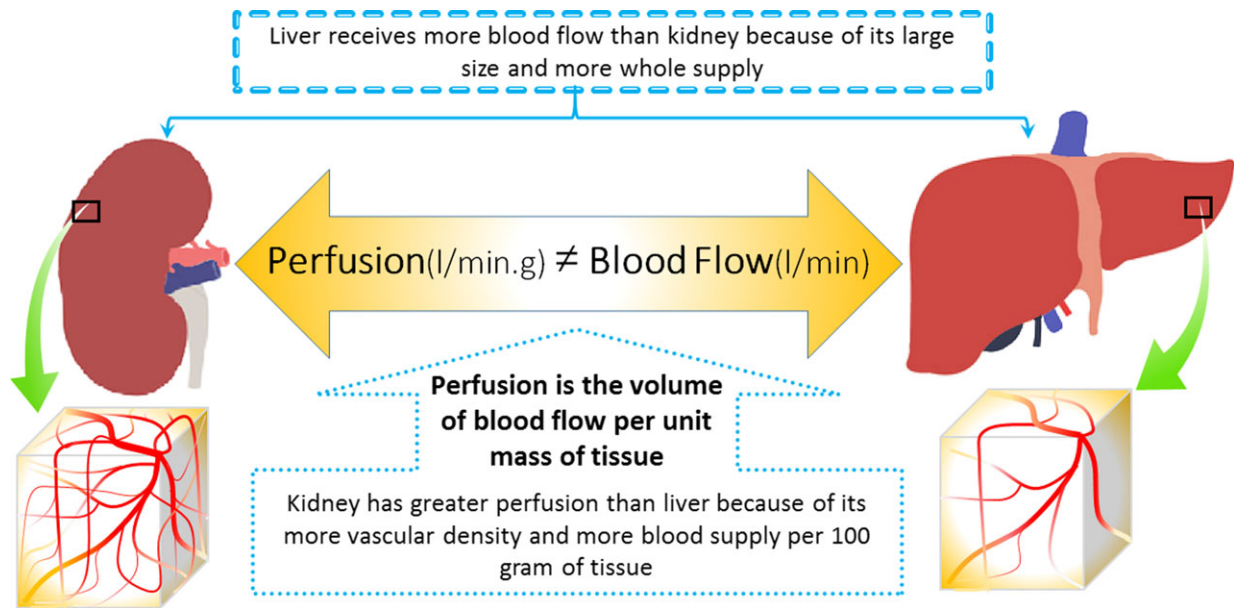 Liver receives more blood flow than kidney because of its large
size and more whole supply
Perfusion(l/min.g) ≠ Blood Flow(l/min)
Perfusion is the volume
of blood flow per unit
mass of tissue
Kidney has greater perfusion than liver because of its
more vascular density and more blood supply per 100
gram of tissue